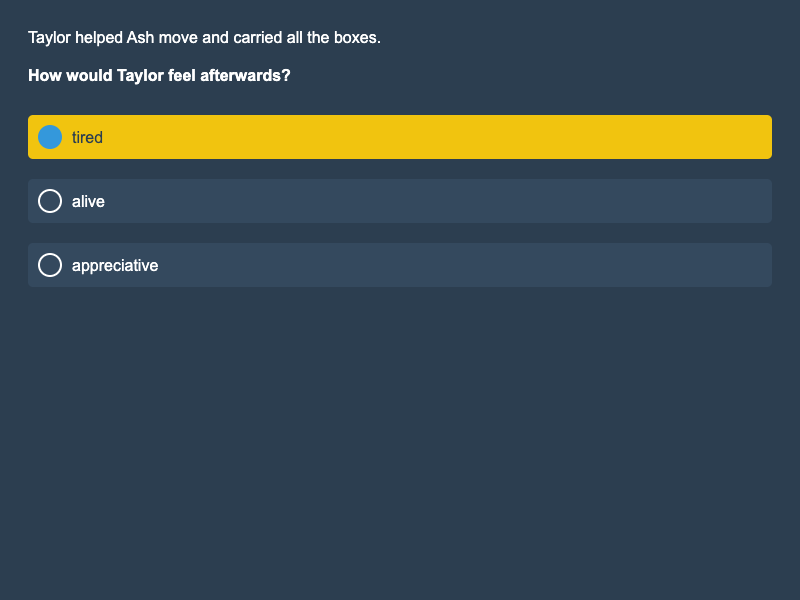 Taylor helped Ash move and carried all the boxes.
How would Taylor feel afterwards?
tired
alive
appreciative